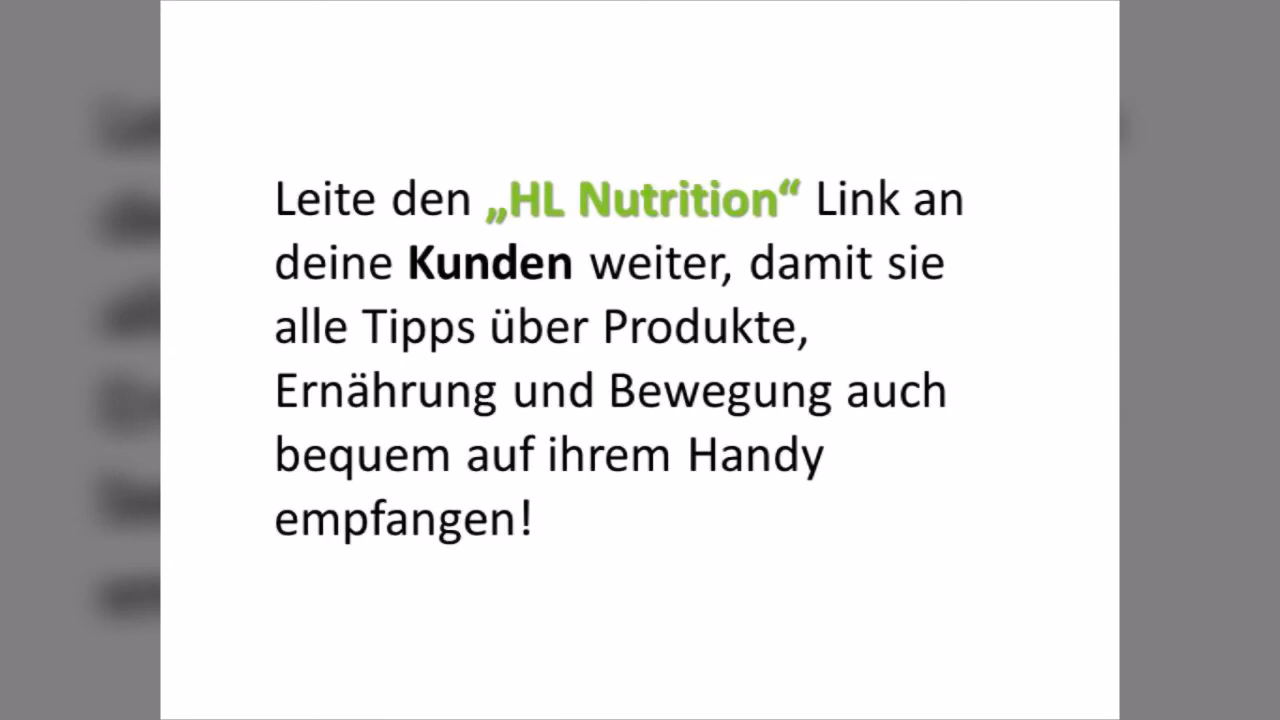 Leite den „HL Nutrition“ Link an
deine Kunden weiter, damit sie
alle Tipps über Produkte,
Ernährung und Bewegung auch
bequem auf ihrem Handy
empfangen!